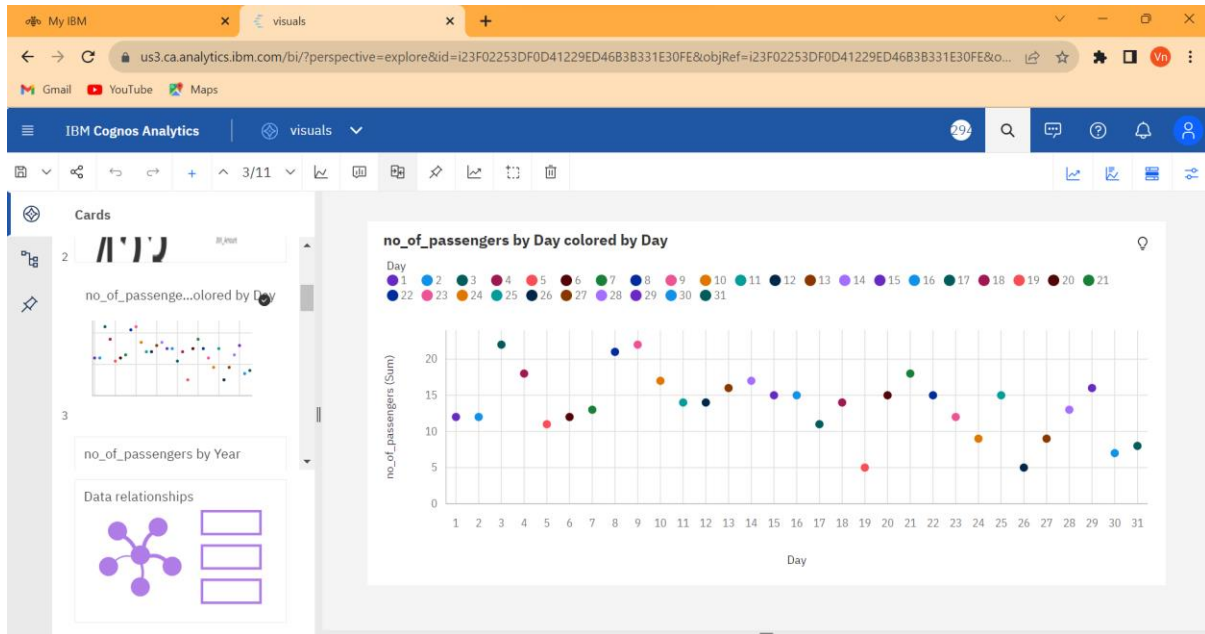 My IBM
visuals
us3.ca.analytics.ibm.com/bi/?perspective=explore&id=i23F02253DF0D41229ED46B3B331E30FE&objRef=i23F02253DF0D41229ED46B3B331E30FE&o...
Vn
Gmail YouTube Maps
IBM Cognos Analytics visuals
294
3/11
Cards
2
no_of_passenge...olored by Day
3
no_of_passengers by Year
Data relationships
no_of_passengers by Day colored by Day
Day
1 2 3 4 5 6 7 8 9 10 11 12 13 14 15 16 17 18 19 20 21
22 23 24 25 26 27 28 29 30 31
no_of_passengers (Sum)
20
15
10
5
0
1 2 3 4 5 6 7 8 9 10 11 12 13 14 15 16 17 18 19 20 21 22 23 24 25 26 27 28 29 30 31
Day